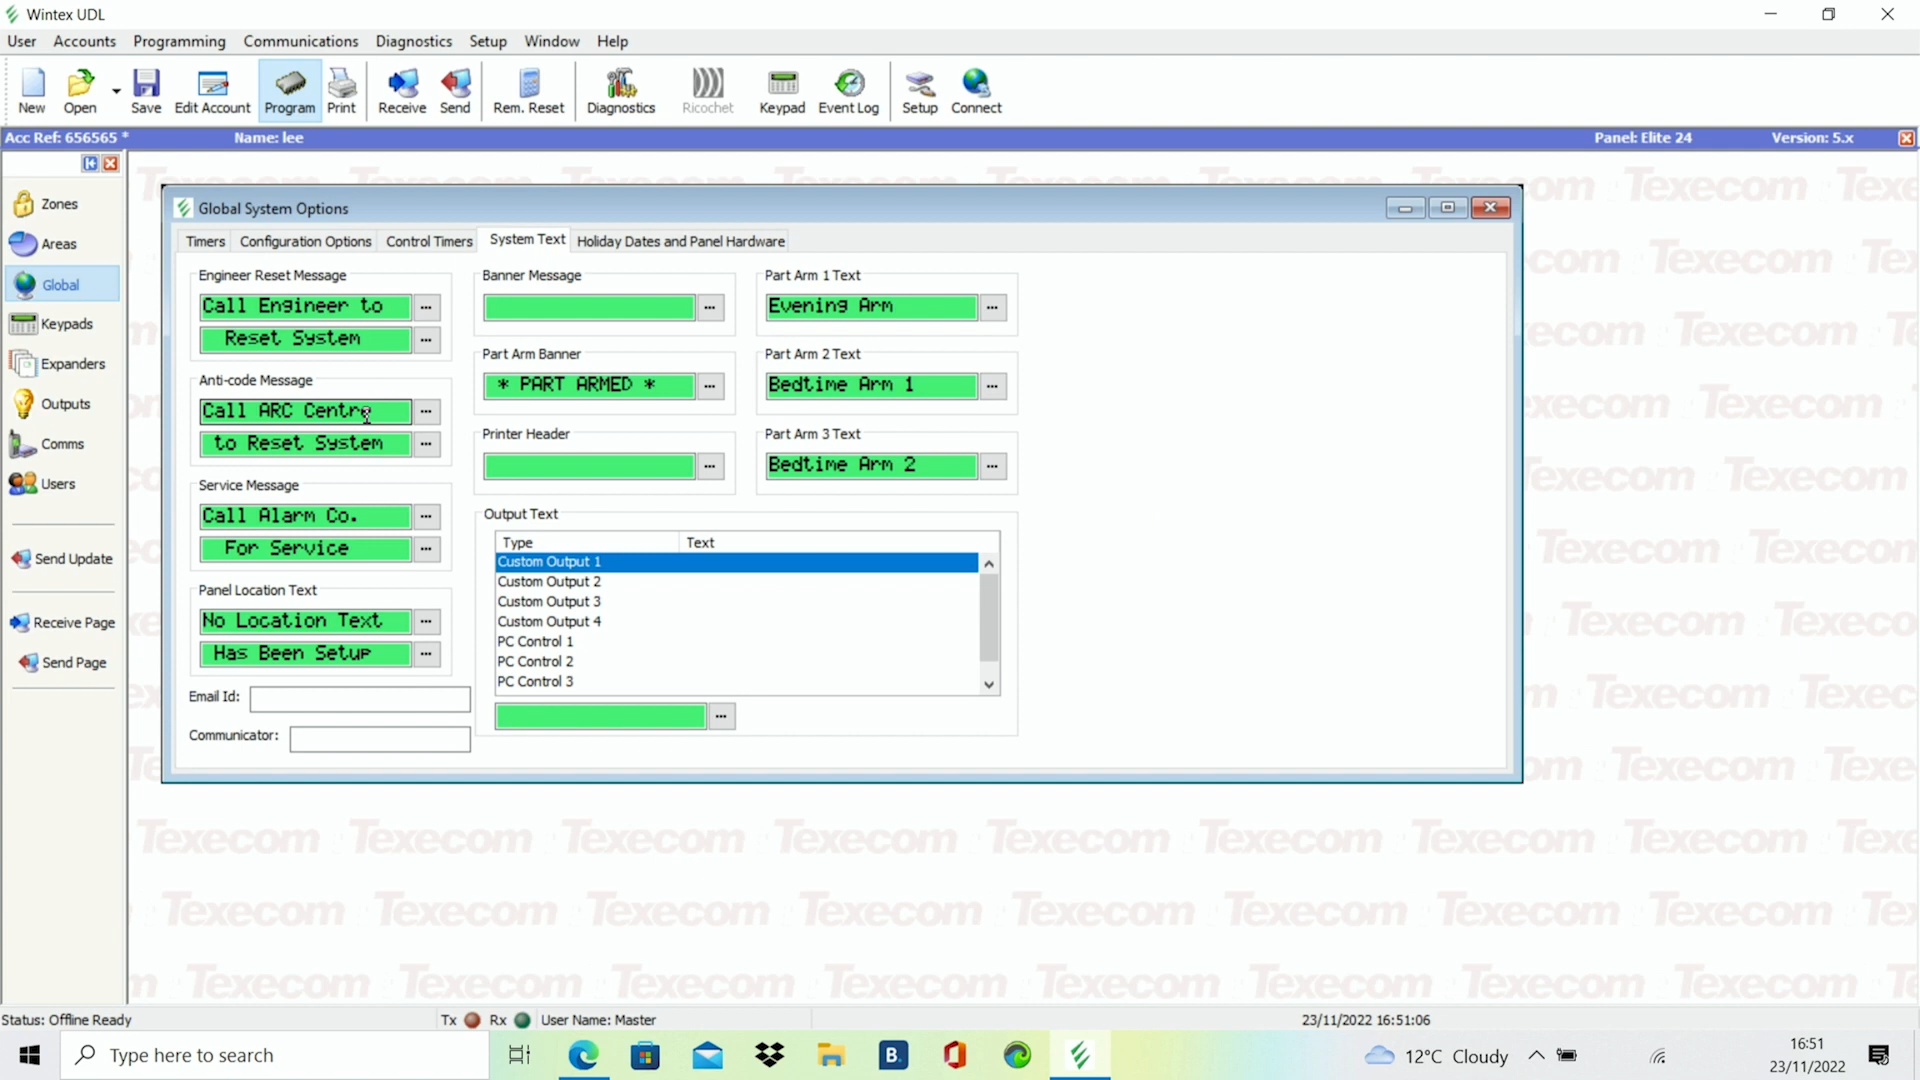 Wintex UDL
User Accounts Programming Communications Diagnostics Setup Window Help
New Open Save Edit Account Program Print Receive Send Rem. Reset Diagnostics Ricochet Keypad Event Log Setup Connect
Acc Ref: 656565 * Name: lee Panel: Elite 24 Version: 5.x
Zones
Areas
Global
Keypads
Expanders
Outputs
Comms
Users
Send Update
Receive Page
Send Page
Global System Options
Timers Configuration Options Control Timers System Text Holiday Dates and Panel Hardware
Engineer Reset Message
Call Engineer to
Reset System
Anti-code Message
Call ARC Centre
to Reset System
Service Message
Call Alarm Co.
For Service
Panel Location Text
No Location Text
Has Been Setup
Email Id:
Communicator:
Banner Message
Part Arm Banner
* PART ARMED *
Printer Header
Part Arm 1 Text
Evening Arm
Part Arm 2 Text
Bedtime Arm 1
Part Arm 3 Text
Bedtime Arm 2
Output Text
Type Text
Custom Output 1
Custom Output 2
Custom Output 3
Custom Output 4
PC Control 1
PC Control 2
PC Control 3
Texecom Texecom Texecom Texecom Texecom Texecom Texecom Texecom
Status: Offline Ready Tx Rx User Name: Master 23/11/2022 16:51:06
Type here to search
B.
12°C Cloudy
16:51
23/11/2022